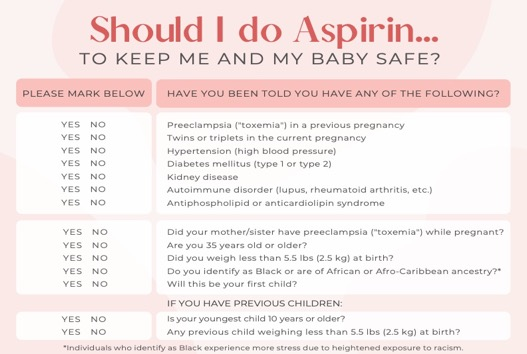 Should I do Aspirin...
TO KEEP ME AND MY BABY SAFE?
PLEASE MARK BELOW HAVE YOU BEEN TOLD YOU HAVE ANY OF THE FOLLOWING?
YES NO Preeclampsia ("toxemia") in a previous pregnancy
YES NO Twins or triplets in the current pregnancy
YES NO Hypertension (high blood pressure)
YES NO Diabetes mellitus (type 1 or type 2)
YES NO Kidney disease
YES NO Autoimmune disorder (lupus, rheumatoid arthritis, etc.)
YES NO Antiphospholipid or anticardiolipin syndrome
YES NO Did your mother/sister have preeclampsia ("toxemia") while pregnant?
YES NO Are you 35 years old or older?
YES NO Did you weigh less than 5.5 lbs (2.5 kg) at birth?
YES NO Do you identify as Black or are of African or Afro-Caribbean ancestry?*
YES NO Will this be your first child?
IF YOU HAVE PREVIOUS CHILDREN:
YES NO Is your youngest child 10 years or older?
YES NO Any previous child weighing less than 5.5 lbs (2.5 kg) at birth?
*Individuals who identify as Black experience more stress due to heightened exposure to racism.